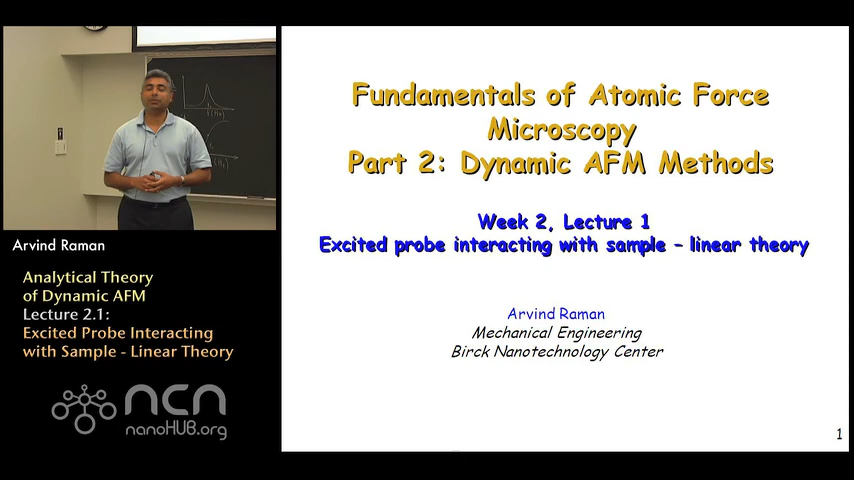 Arvind Raman
Analytical Theory
of Dynamic AFM
Lecture 2.1:
Excited Probe Interacting
with Sample - Linear Theory
ncn
nanoHUB.org
Fundamentals of Atomic Force
Microscopy
Part 2: Dynamic AFM Methods
Week 2, Lecture 1
Excited probe interacting with sample – linear theory
Arvind Raman
Mechanical Engineering
Birck Nanotechnology Center
1